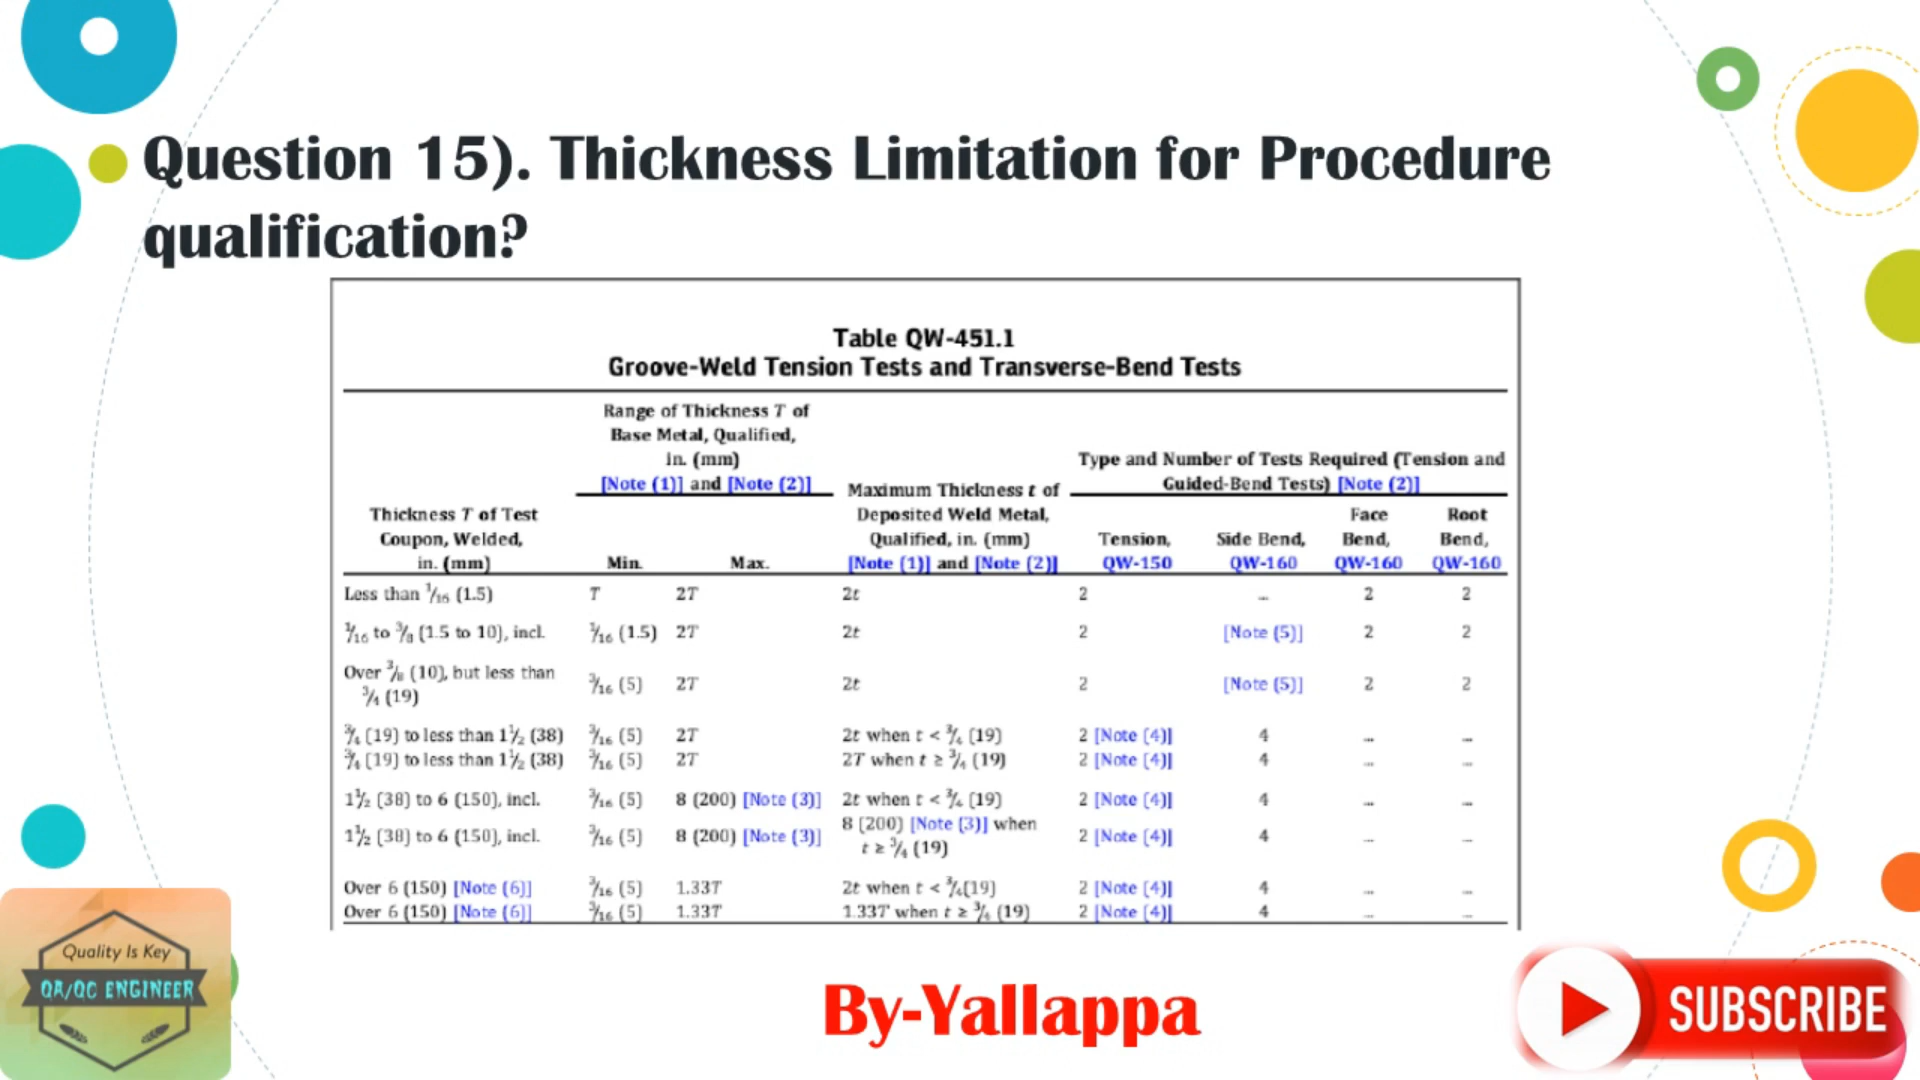 Question 15). Thickness Limitation for Procedure
qualification?
Table QW-451.1
Groove-Weld Tension Tests and Transverse-Bend Tests
Range of Thickness T of
Base Metal, Qualified,
in. (mm)
[Note (1)] and [Note (2)]
Maximum Thickness t of
Deposited Weld Metal,
Qualified, in. (mm)
[Note (1)] and [Note (2)]
Type and Number of Tests Required (Tension and
Guided-Bend Tests) [Note (2)]
Thickness T of Test
Coupon, Welded,
in. (mm)
Min.
Max.
Tension,
QW-150
Side Bend,
QW-160
Face
Bend,
QW-160
Root
Bend,
QW-160
Less than 1/16 (1.5) T 2T 2t 2 ... 2 2
1/16 to 3/8 (1.5 to 10), incl. 1/16 (1.5) 2T 2t 2 [Note (5)] 2 2
Over 3/8 (10), but less than
3/4 (19) 3/16 (5) 2T 2t 2 [Note (5)] 2 2
3/4 (19) to less than 1 1/2 (38) 3/16 (5) 2T 2t when t < 3/4 (19) 2 [Note (4)] 4 ... ...
3/4 (19) to less than 1 1/2 (38) 3/16 (5) 2T 2T when t ≥ 3/4 (19) 2 [Note (4)] 4 ... ...
1 1/2 (38) to 6 (150), incl. 3/16 (5) 8 (200) [Note (3)] 2t when t < 3/4 (19) 2 [Note (4)] 4 ... ...
1 1/2 (38) to 6 (150), incl. 3/16 (5) 8 (200) [Note (3)] 8 (200) [Note (3)] when
t ≥ 3/4 (19) 2 [Note (4)] 4 ... ...
Over 6 (150) [Note (6)] 3/16 (5) 1.33T 2t when t < 3/4(19) 2 [Note (4)] 4 ... ...
Over 6 (150) [Note (6)] 3/16 (5) 1.33T 1.33T when t ≥ 3/4 (19) 2 [Note (4)] 4 ... ...
Quality Is Key
QA/QC ENGINEER
By-Yallappa
SUBSCRIBE